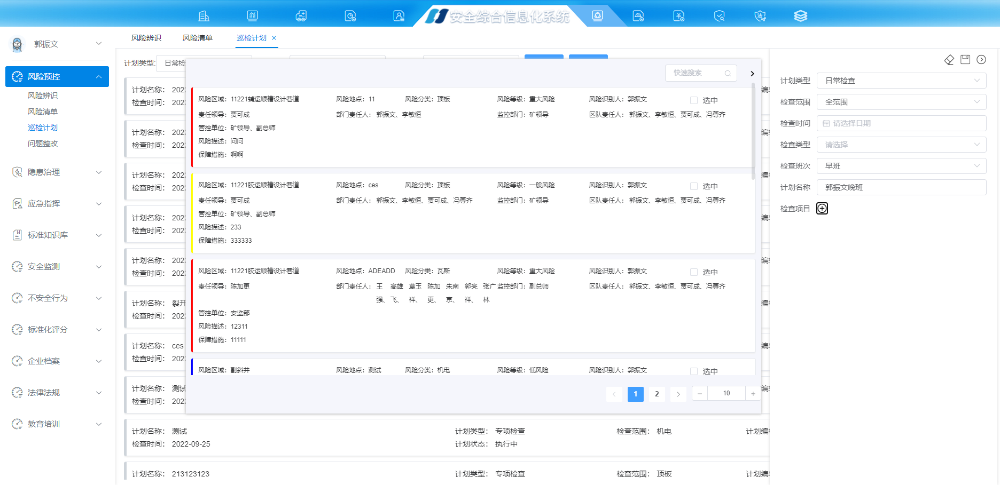 安全综合信息化系统
郭振文
风险预控
风险辨识
风险清单
巡检计划
问题整改
隐患治理
应急指挥
标准知识库
安全监测
不安全行为
标准化评分
企业档案
法律法规
教育培训
风险辨识 风险清单 巡检计划
计划类型: 日常检
计划名称： 202
检查时间： 202
计划名称： 202
检查时间： 202
计划名称： 202
检查时间： 202
计划名称： 202
检查时间： 202
计划名称： 202
检查时间： 202
计划名称： 裂开
检查时间： 202
计划名称： ces
检查时间： 202
计划名称： 测试
检查时间： 202
计划名称： 测试 计划类型： 专项检查 检查范围： 机电 计划编
检查时间： 2022-09-25 计划状态： 执行中
计划名称： 213123123 计划类型： 专项检查 检查范围： 顶板 计划编
快速搜索
风险区域：11221辅运顺槽设计巷道 风险地点：11 风险分类：顶板 风险等级：重大风险 风险识别人：郭振文 选中
责任领导：贾可成 部门责任人：郭振文、李敏恒 监控部门：矿领导 区队责任人：郭振文、李敏恒、贾可成、冯尊齐
管控单位：矿领导、副总师
风险描述：问问
保障措施：啊啊
风险区域：11221胶运顺槽设计巷道 风险地点：ces 风险分类：顶板 风险等级：一般风险 风险识别人：郭振文 选中
责任领导：贾可成 部门责任人：郭振文、李敏恒、贾可成、冯尊齐 监控部门：矿领导 区队责任人：郭振文、李敏恒、贾可成、冯尊齐
管控单位：矿领导、副总师
风险描述：233
保障措施：333333
风险区域：11221胶运顺槽设计巷道 风险地点：ADEADD 风险分类：瓦斯 风险等级：重大风险 风险识别人：郭振文 选中
责任领导：陈加更 部门责任人：王强、 高雄飞、 葛玉祥、 陈加更、 朱南京、 郭亮祥、 张广林 监控部门：副总师 区队责任人：郭振文、李敏恒、贾可成、冯尊齐
管控单位：安监部
风险描述：12311
保障措施：11111
风险区域：副斜井 风险地点：测试 风险分类：机电 风险等级：低风险 风险识别人：郭振文 选中
1 2 − 10 +
计划类型 日常检查
检查范围 全范围
检查时间 请选择日期
检查类型 请选择
检查班次 早班
计划名称 郭振文晚班
检查项目